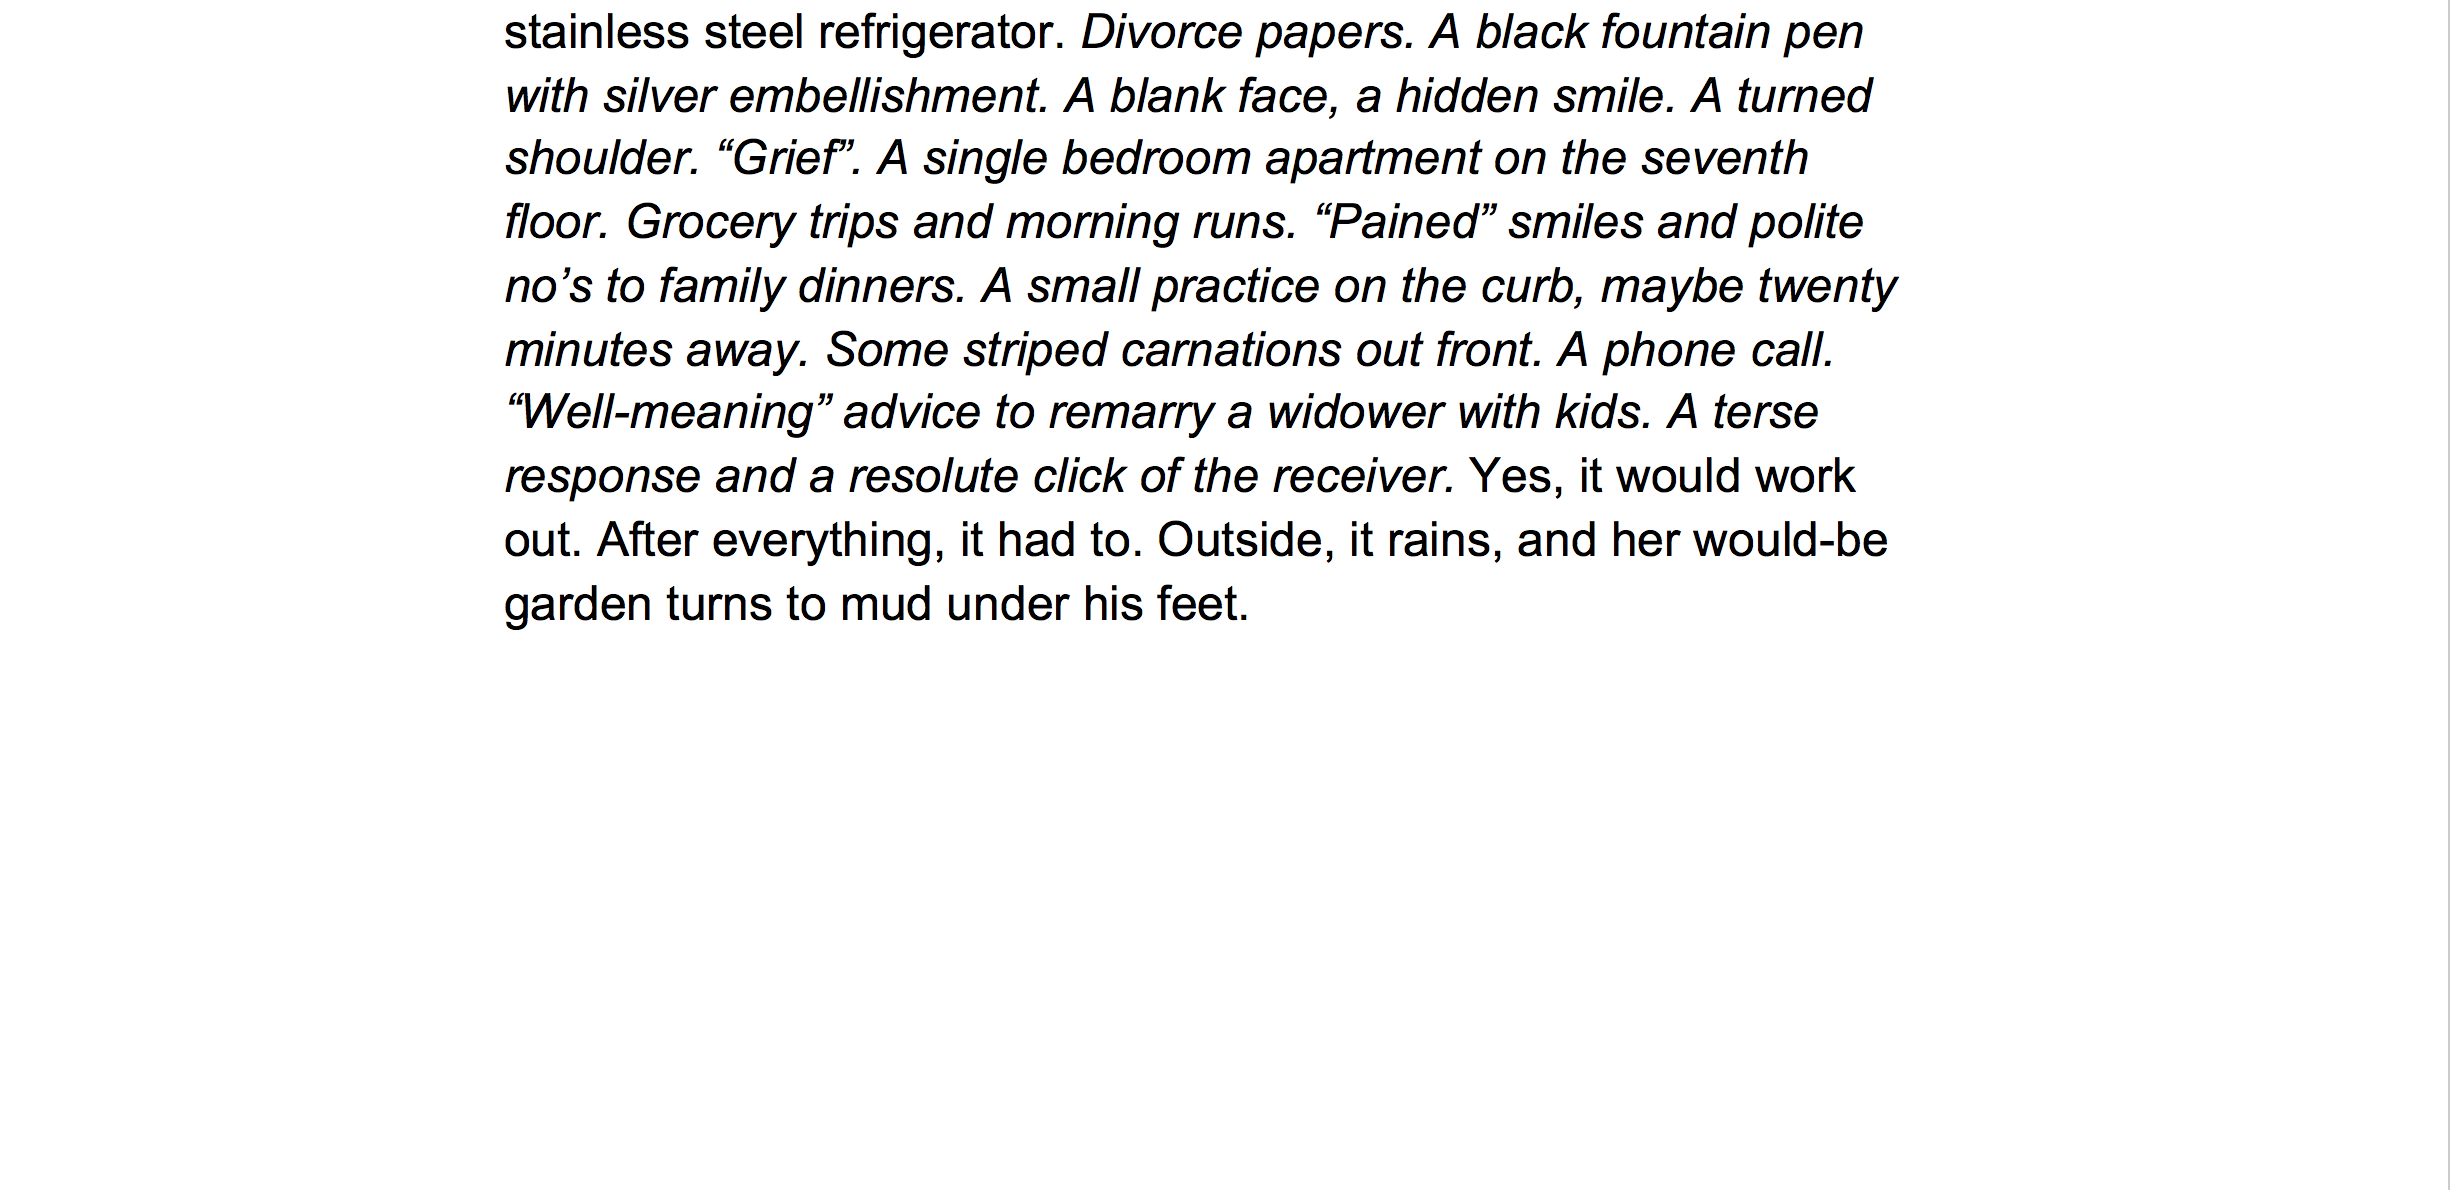 stainless steel refrigerator. Divorce papers. A black fountain pen
with silver embellishment. A blank face, a hidden smile. A turned
shoulder. “Grief”. A single bedroom apartment on the seventh
floor. Grocery trips and morning runs. “Pained” smiles and polite
no’s to family dinners. A small practice on the curb, maybe twenty
minutes away. Some striped carnations out front. A phone call.
“Well-meaning” advice to remarry a widower with kids. A terse
response and a resolute click of the receiver. Yes, it would work
out. After everything, it had to. Outside, it rains, and her would-be
garden turns to mud under his feet.